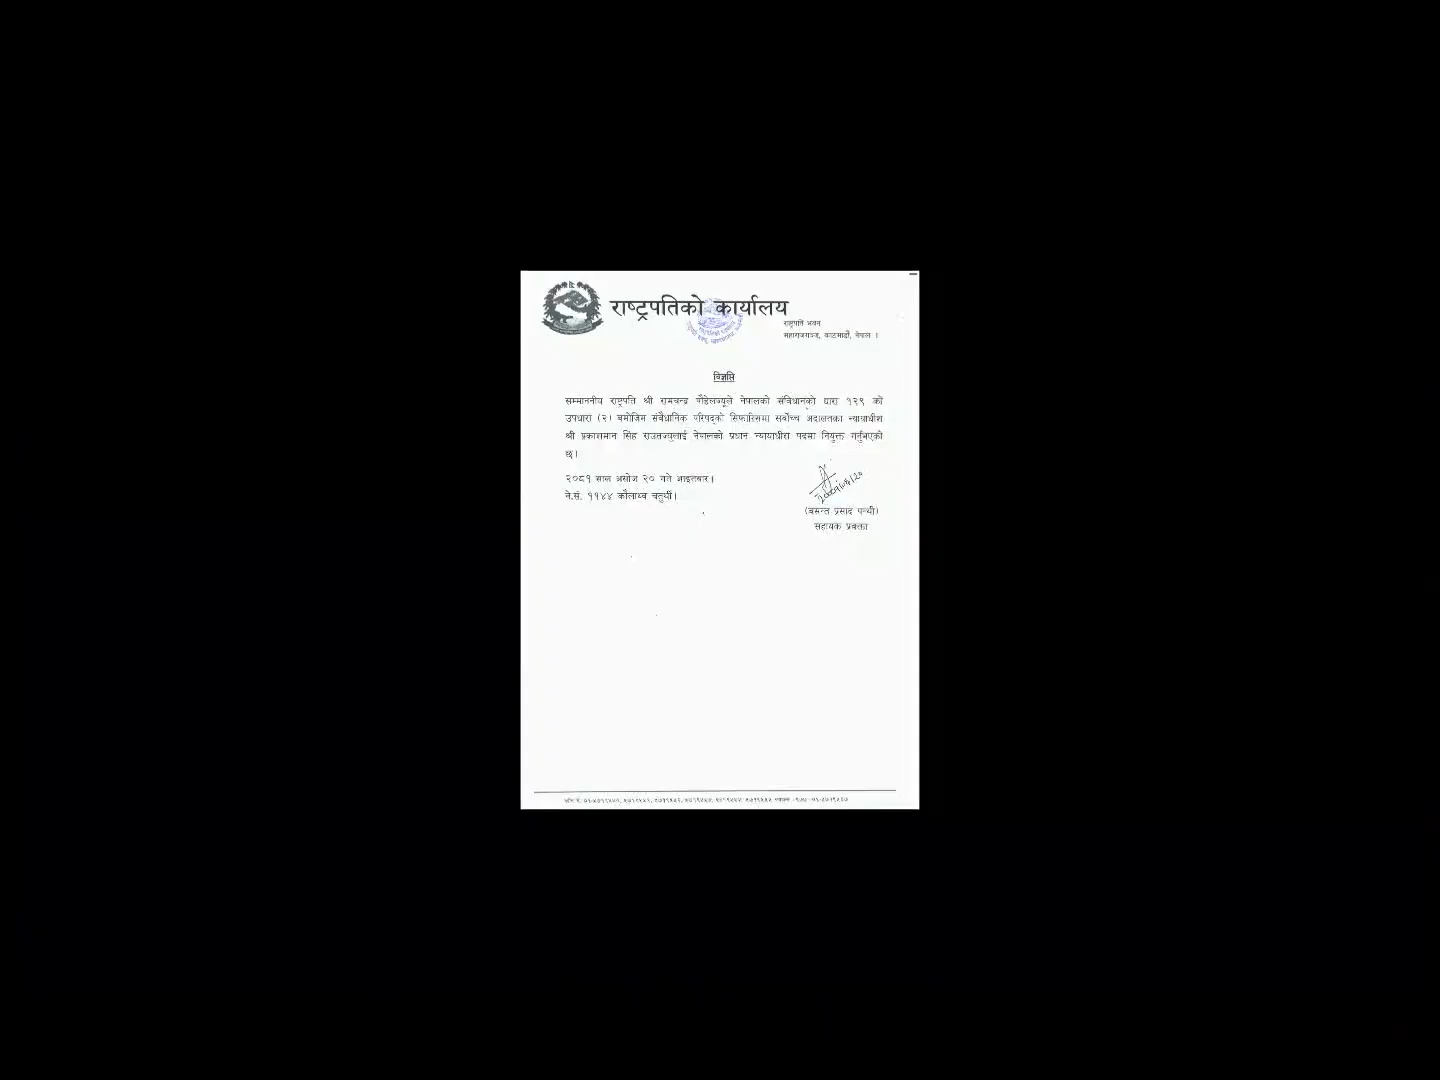 राष्ट्रपतिको कार्यालय
राष्ट्रपति भवन
महाराजगञ्ज, काठमाडौं, नेपाल ।
विज्ञप्ति
सम्माननीय राष्ट्रपति श्री रामचन्द्र पौडेलज्यूले नेपालको संविधानको धारा १२९ को
उपधारा (२) बमोजिम संवैधानिक परिषद्को सिफारिसमा सर्वोच्च अदालतका न्यायाधीश
श्री प्रकाशमान सिंह राउतज्यूलाई नेपालको प्रधान न्यायाधीश पदमा नियुक्त गर्नुभएको
छ।
२०८१ साल असोज २० गते आइतबार।
ने.सं. ११४४ कौलाथ्व चतुर्थी।
(बसन्त प्रसाद पन्थी)
सहायक प्रवक्ता